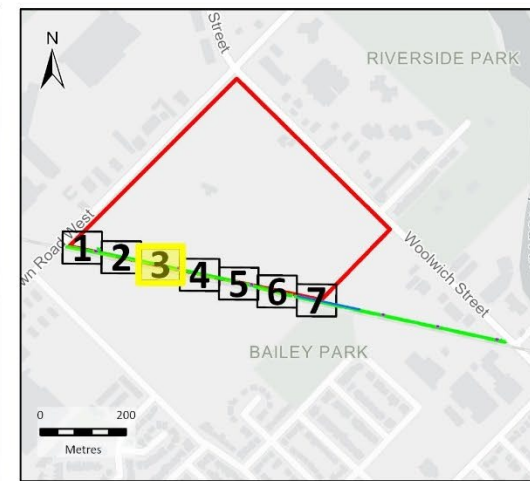 N
Street
RIVERSIDE PARK
wn Road West
1
2
3
4
5
6
7
Woolwich Street
BAILEY PARK
0 200
Metres